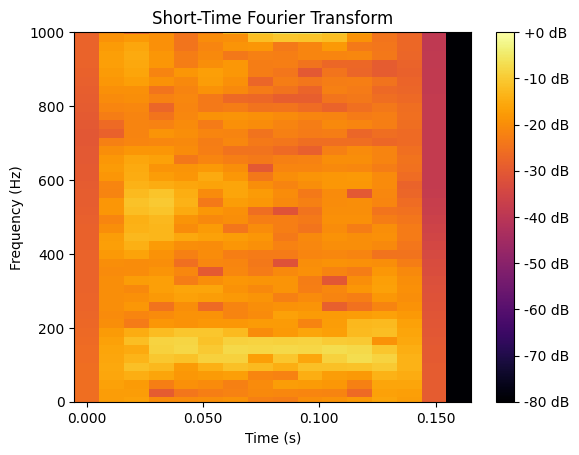 Short-Time Fourier Transform
1000
800
600
400
200
0
Frequency (Hz)
0.000
0.050
0.100
0.150
Time (s)
+0 dB
-10 dB
-20 dB
-30 dB
-40 dB
-50 dB
-60 dB
-70 dB
-80 dB